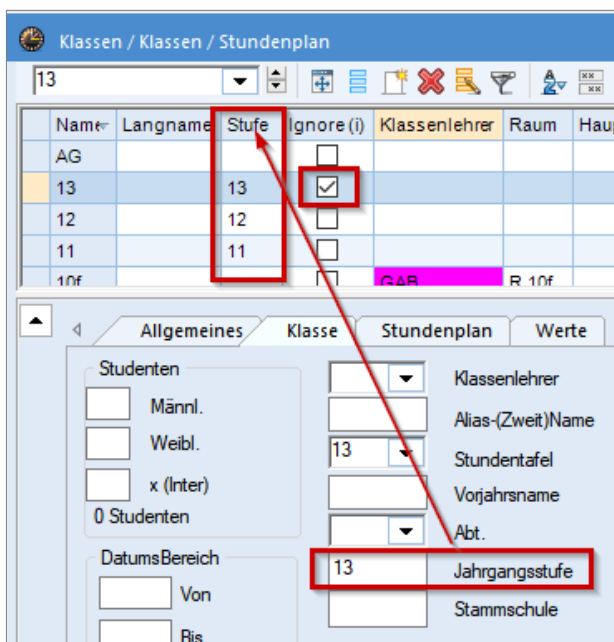 Klassen / Klassen / Stundenplan
13
Name Langname Stufe Ignore (i) Klassenlehrer Raum Hau
AG
13 13
12 12
11 11
10f GAB R 10f
Allgemeines Klasse Stundenplan Werte
Studenten
Männl.
Weibl.
x (Inter)
0 Studenten
DatumsBereich
Von
Bis
Klassenlehrer
Alias-(Zweit)Name
13 Stundentafel
Vorjahrsname
Abt.
13 Jahrgangsstufe
Stammschule